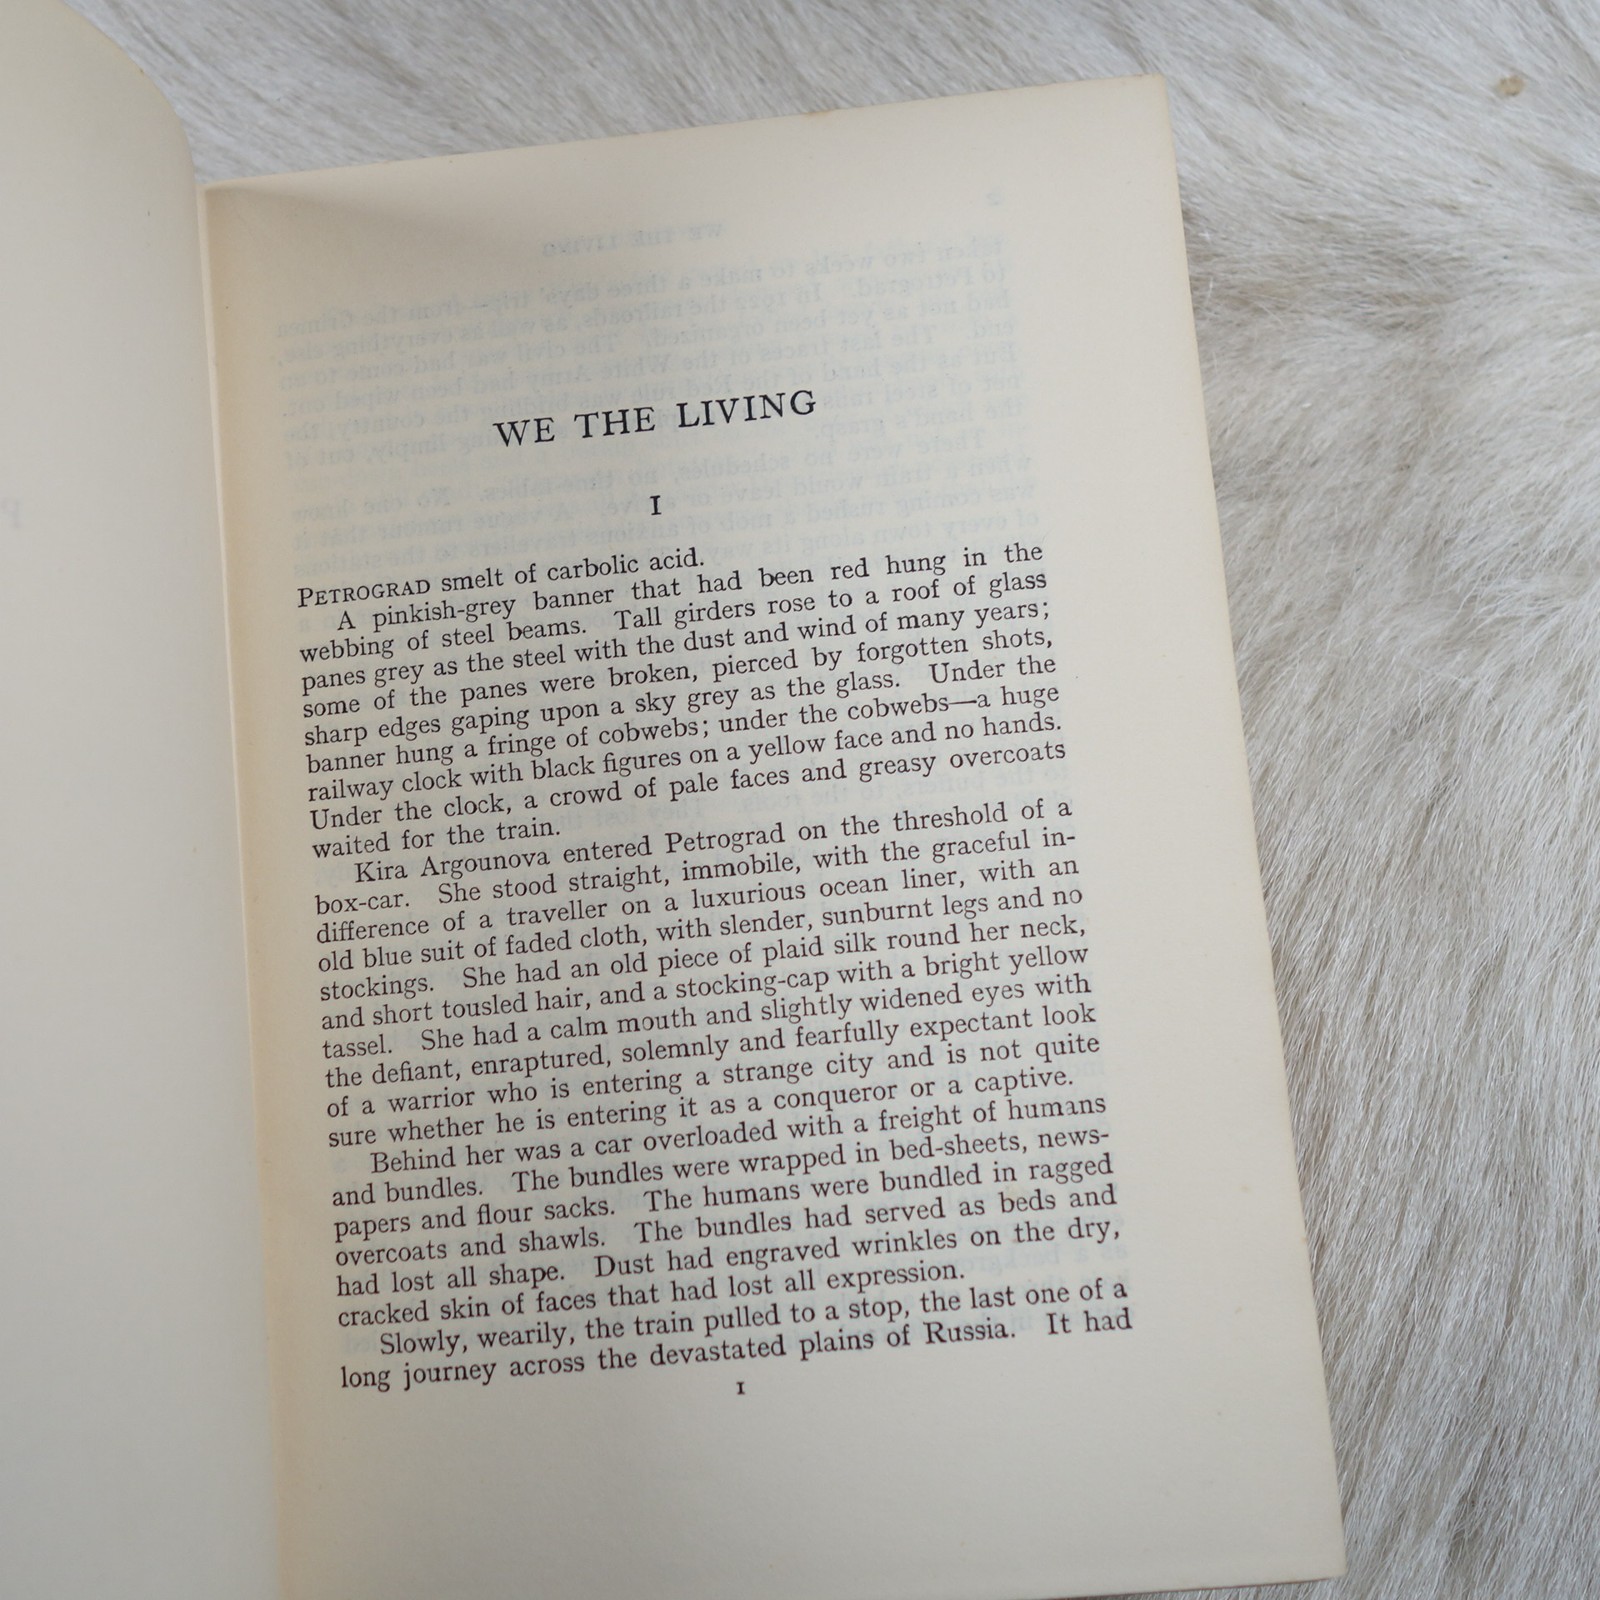 WE THE LIVING
I
PETROGRAD smelt of carbolic acid.
A pinkish-grey banner that had been red hung in the
webbing of steel beams. Tall girders rose to a roof of glass
panes grey as the steel with the dust and wind of many years;
some of the panes were broken, pierced by forgotten shots,
sharp edges gaping upon a sky grey as the glass. Under the
banner hung a fringe of cobwebs; under the cobwebs—a huge
railway clock with black figures on a yellow face and no hands.
Under the clock, a crowd of pale faces and greasy overcoats
waited for the train.
Kira Argounova entered Petrograd on the threshold of a
box-car. She stood straight, immobile, with the graceful in-
difference of a traveller on a luxurious ocean liner, with an
old blue suit of faded cloth, with slender, sunburnt legs and no
stockings. She had an old piece of plaid silk round her neck,
and short tousled hair, and a stocking-cap with a bright yellow
tassel. She had a calm mouth and slightly widened eyes with
the defiant, enraptured, solemnly and fearfully expectant look
of a warrior who is entering a strange city and is not quite
sure whether he is entering it as a conqueror or a captive.
Behind her was a car overloaded with a freight of humans
and bundles. The bundles were wrapped in bed-sheets, news-
papers and flour sacks. The humans were bundled in ragged
overcoats and shawls. The bundles had served as beds and
had lost all shape. Dust had engraved wrinkles on the dry,
cracked skin of faces that had lost all expression.
Slowly, wearily, the train pulled to a stop, the last one of a
long journey across the devastated plains of Russia. It had
I